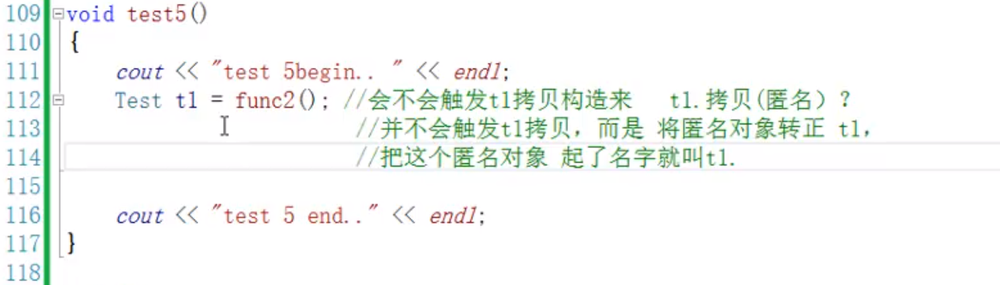 109 void test5()
110 {
111 cout << "test 5begin.. " << endl;
112 Test t1 = func2(); //会不会触发t1拷贝构造来 t1.拷贝(匿名)?
113 //并不会触发t1拷贝，而是 将匿名对象转正 t1，
114 //把这个匿名对象 起了名字就叫t1.
115
116 cout << "test 5 end.." << endl;
117 }
118